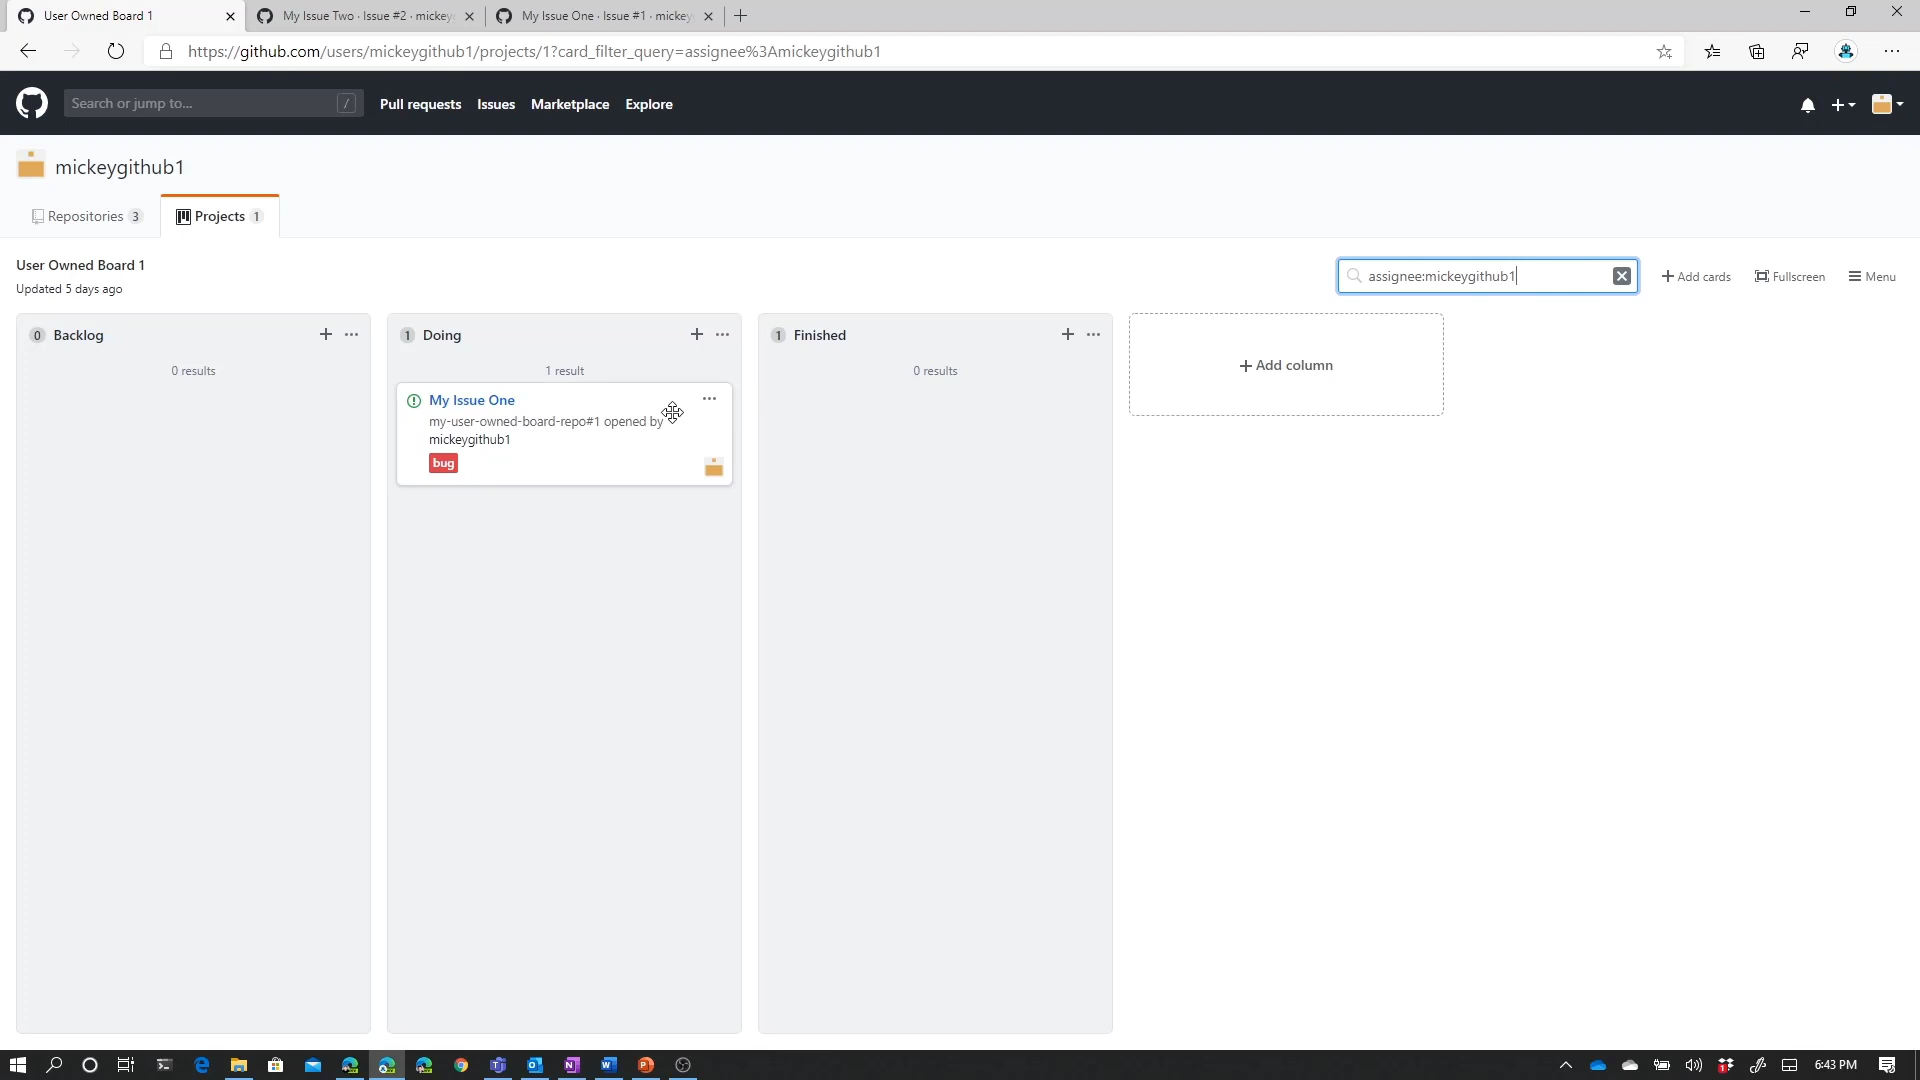 User Owned Board 1
My Issue Two · Issue #2 · mickey
My Issue One · Issue #1 · mickey
https://github.com/users/mickeygithub1/projects/1?card_filter_query=assignee%3Amickeygithub1
Search or jump to...
/
Pull requests
Issues
Marketplace
Explore
mickeygithub1
Repositories 3
Projects 1
User Owned Board 1
Updated 5 days ago
assignee:mickeygithub1
Add cards
Fullscreen
Menu
0 Backlog
0 results
1 Doing
1 result
My Issue One
my-user-owned-board-repo#1 opened by
mickeygithub1
bug
1 Finished
0 results
Add column
6:43 PM